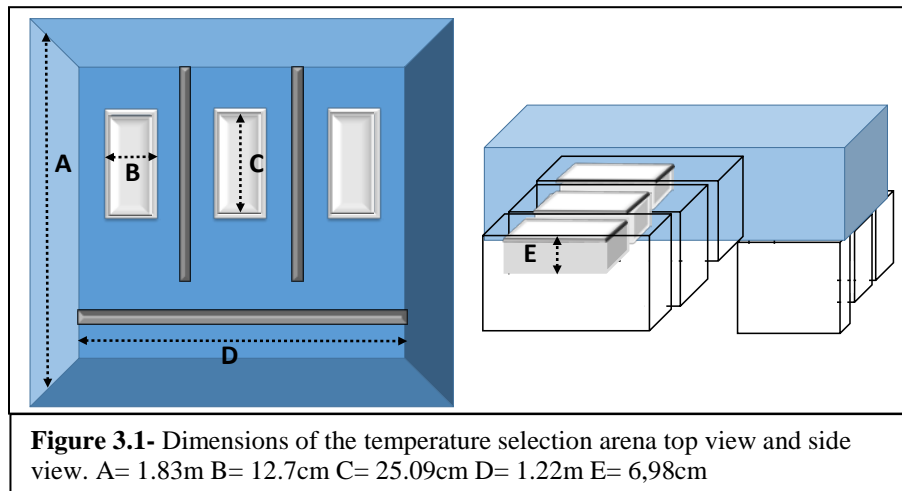 A
B
C
D
E
Figure 3.1- Dimensions of the temperature selection arena top view and side
view. A= 1.83m B= 12.7cm C= 25.09cm D= 1.22m E= 6,98cm